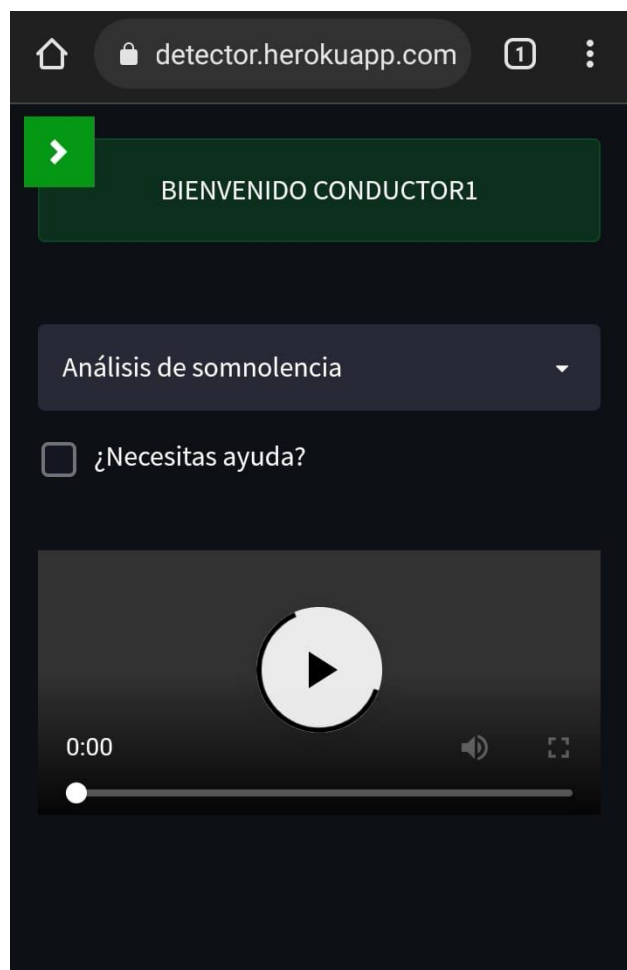 detector.herokuapp.com 1
BIENVENIDO CONDUCTOR1
Análisis de somnolencia
¿Necesitas ayuda?
0:00